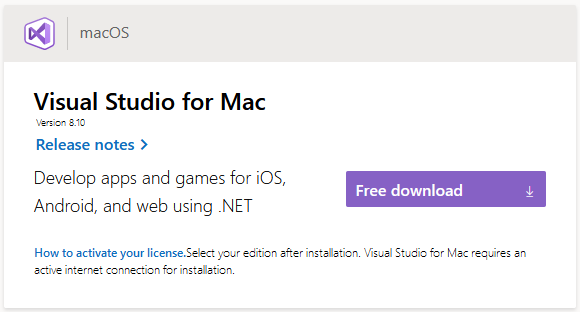 macOS
Visual Studio for Mac
Version 8.10
Release notes >
Develop apps and games for iOS,
Android, and web using .NET
Free download
How to activate your license.Select your edition after installation. Visual Studio for Mac requires an
active internet connection for installation.